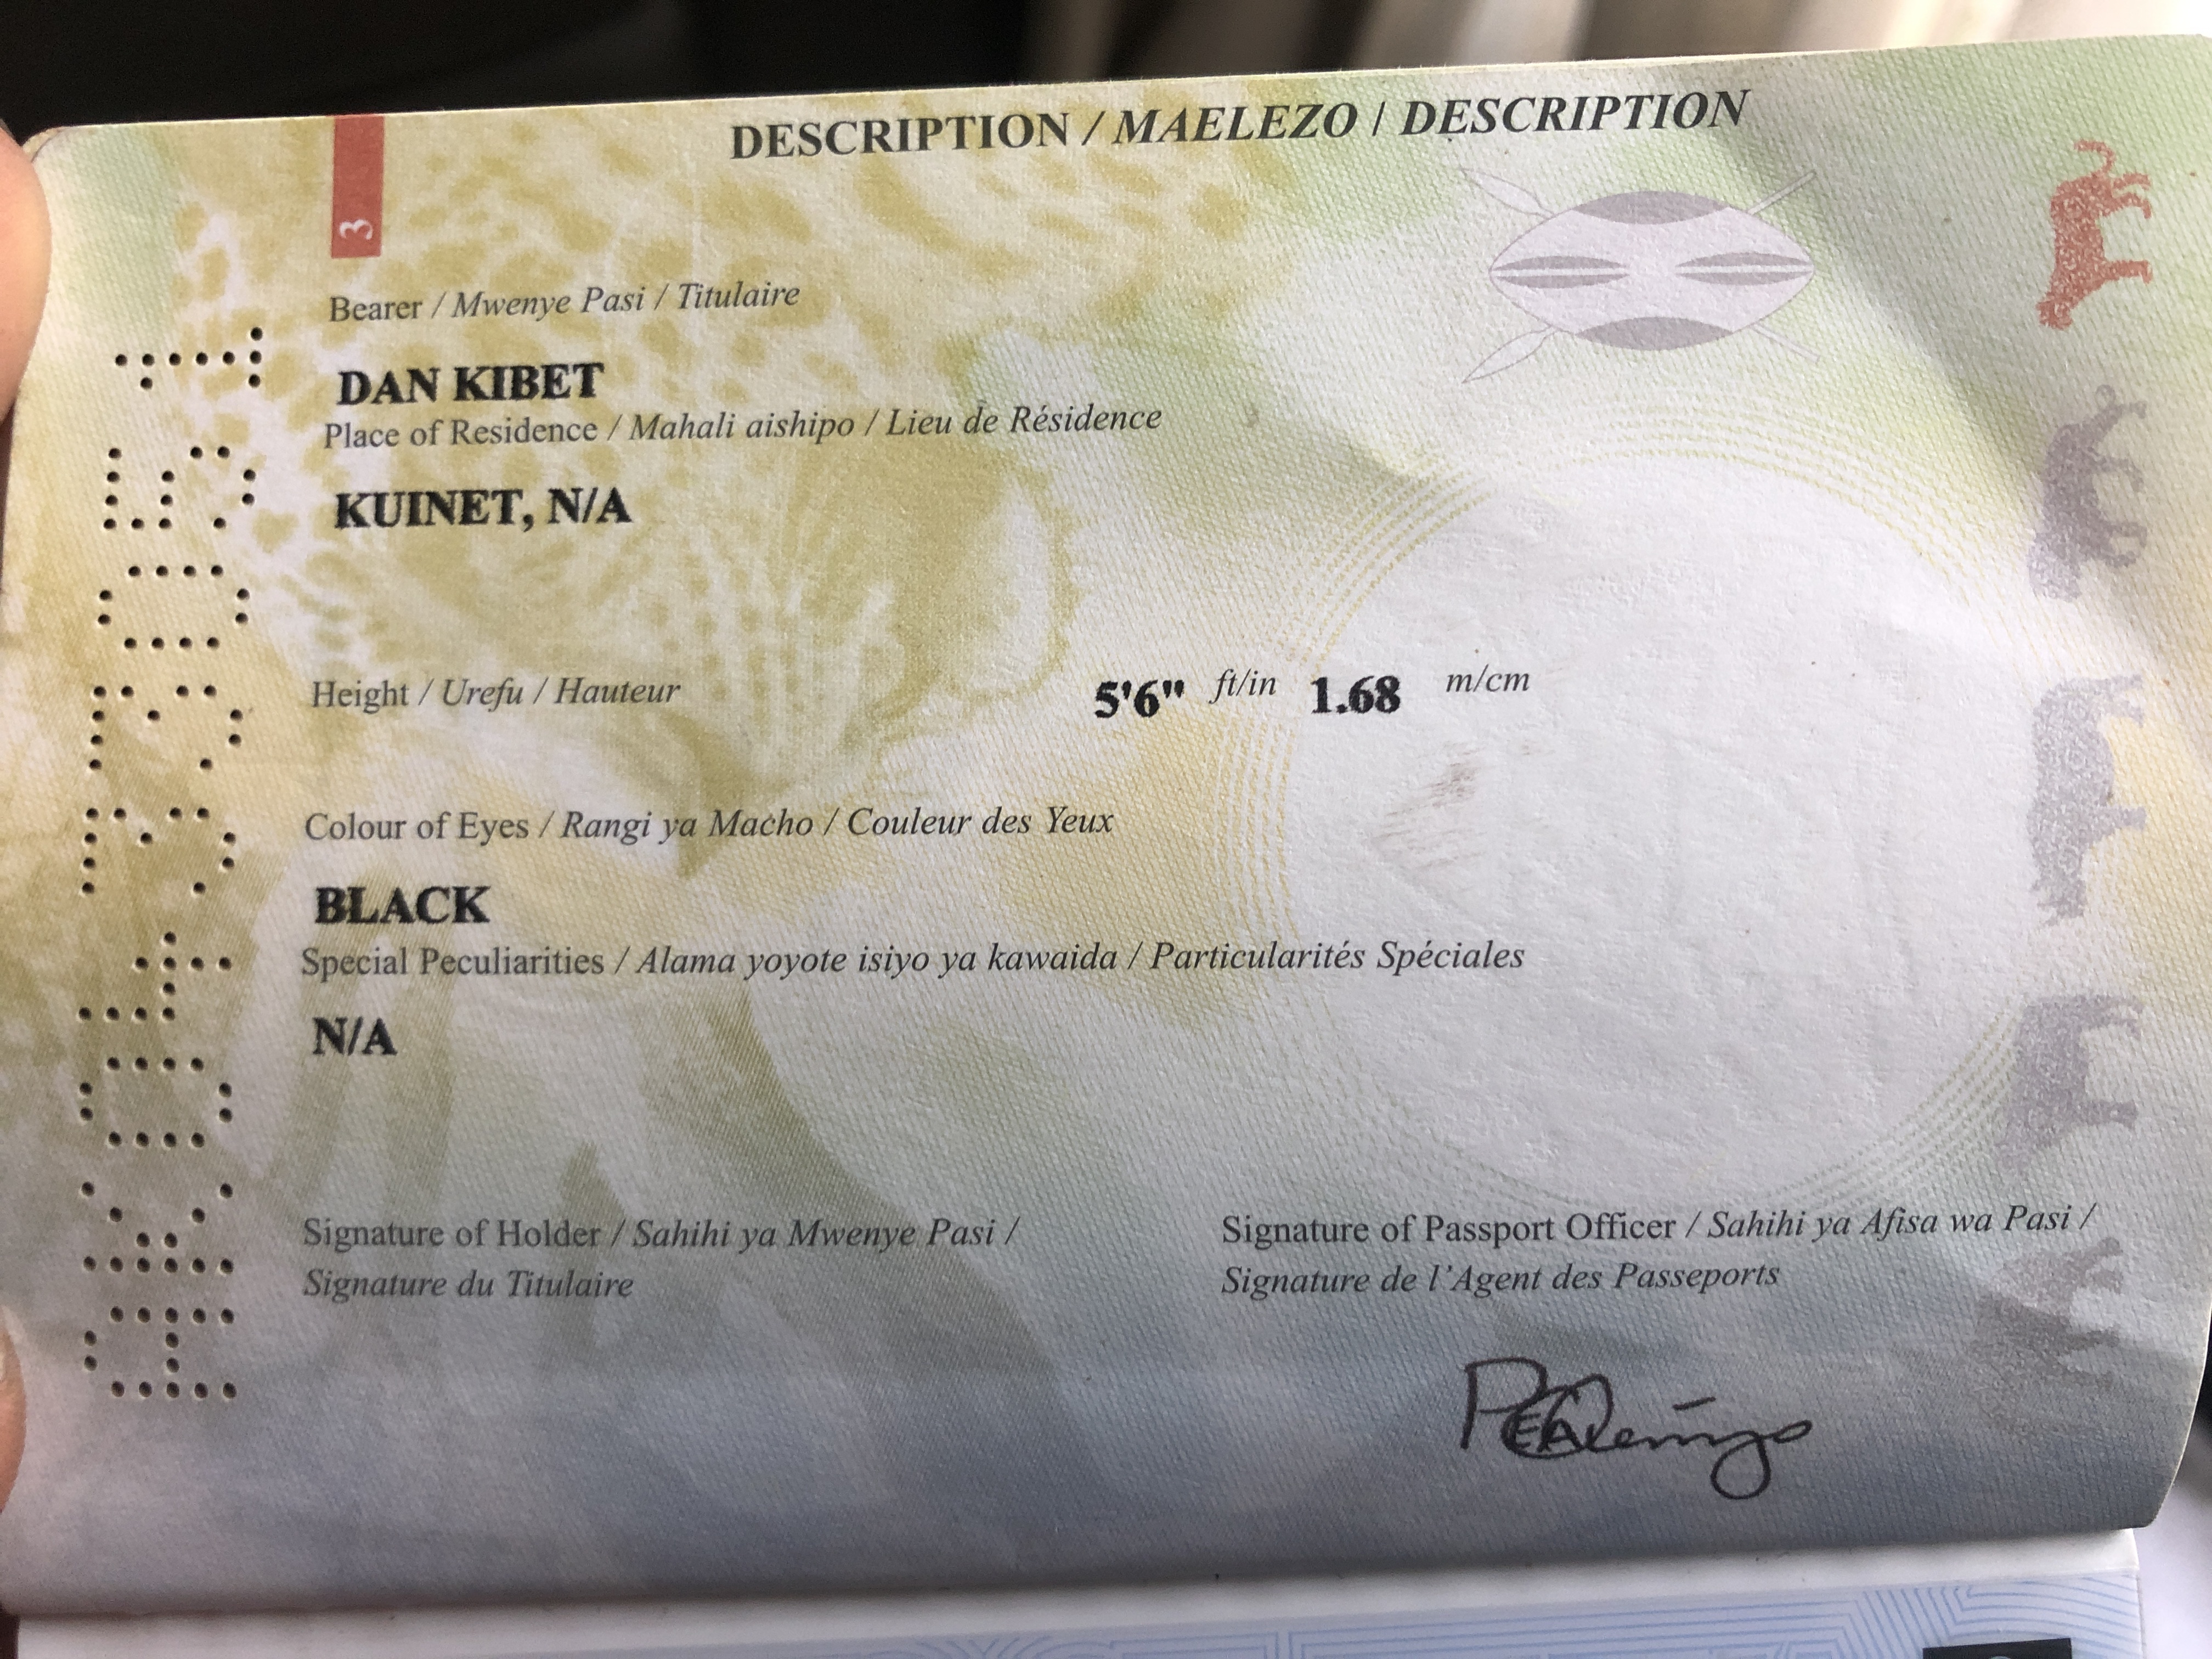 AK0433051
3
DESCRIPTION / MAELEZO / DESCRIPTION
Bearer / Mwenye Pasi / Titulaire
DAN KIBET
Place of Residence / Mahali aishipo / Lieu de Résidence
KUINET, N/A
Height / Urefu / Hauteur 5'6" ft/in 1.68 m/cm
Colour of Eyes / Rangi ya Macho / Couleur des Yeux
BLACK
Special Peculiarities / Alama yoyote isiyo ya kawaida / Particularités Spéciales
N/A
Signature of Holder / Sahihi ya Mwenye Pasi /
Signature du Titulaire
Signature of Passport Officer / Sahihi ya Afisa wa Pasi /
Signature de l'Agent des Passeports